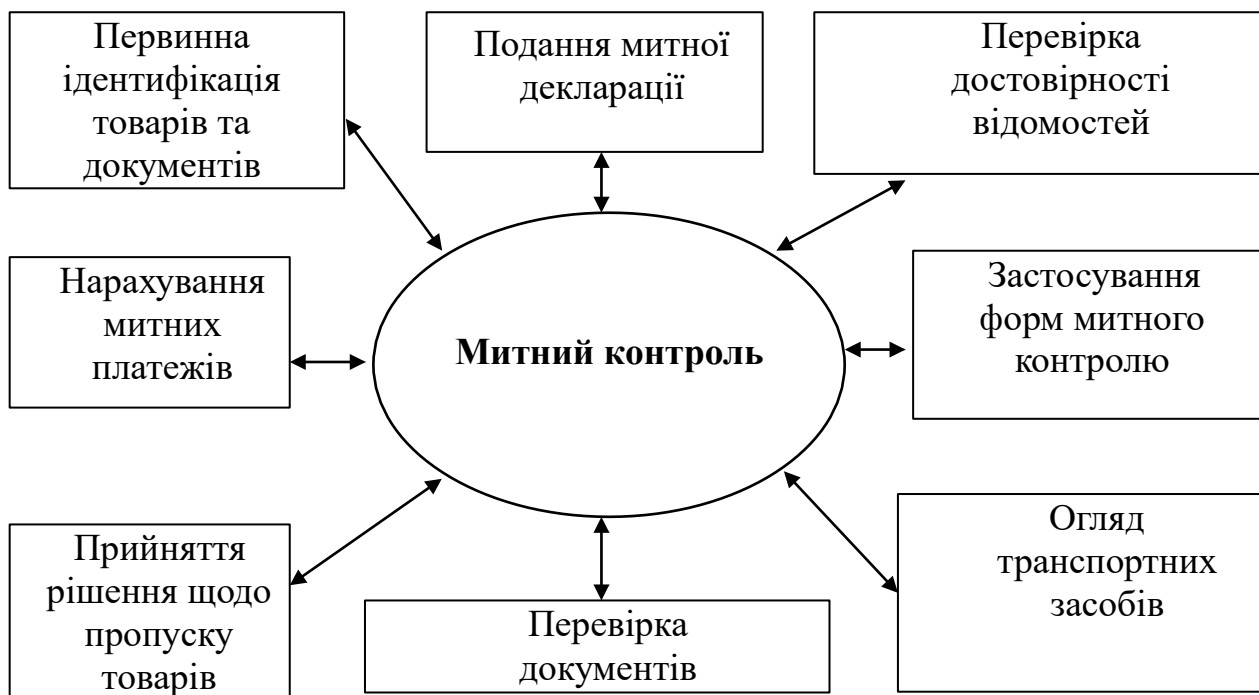 Первинна
ідентифікація
товарів та
документів
Подання митної
декларації
Перевірка
достовірності
відомостей
Нарахування
митних
платежів
Митний контроль
Застосування
форм митного
контролю
Прийняття
рішення щодо
пропуску
товарів
Перевірка
документів
Огляд
транспортних
засобів